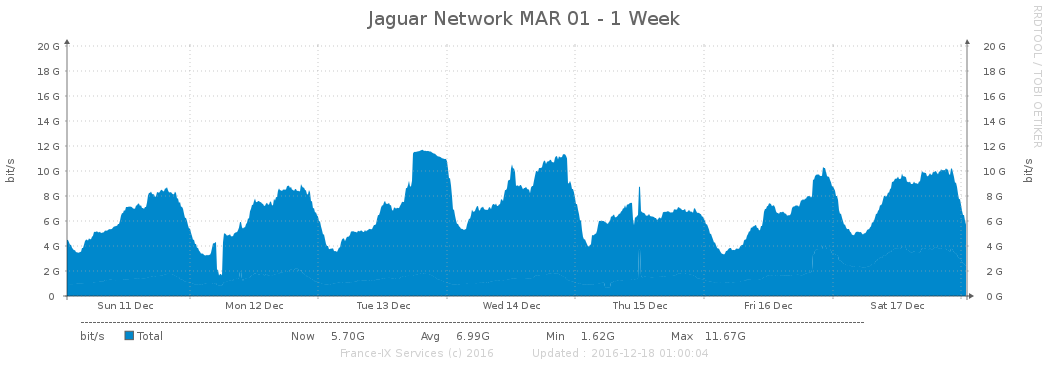 Jaguar Network MAR 01 - 1 Week
RRDTOOL / TOBI OETIKER
20 G 20 G
18 G 18 G
16 G 16 G
14 G 14 G
12 G 12 G
10 G 10 G
8 G 8 G
6 G 6 G
4 G 4 G
2 G 2 G
0 0 G
bit/s
bit/s
Sun 11 Dec Mon 12 Dec Tue 13 Dec Wed 14 Dec Thu 15 Dec Fri 16 Dec Sat 17 Dec
bit/s Total Now 5.70G Avg 6.99G Min 1.62G Max 11.67G
France-IX Services (c) 2016 Updated : 2016-12-18 01:00:04